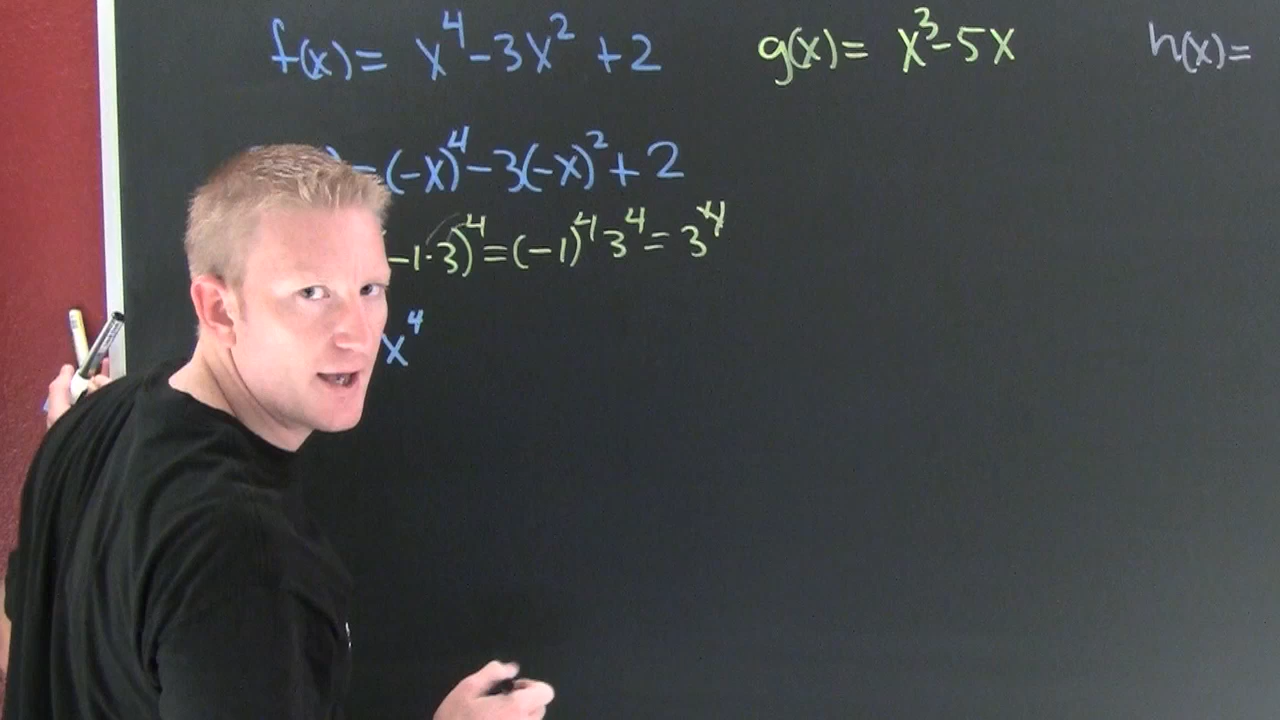 f(x) = x⁴ - 3x² + 2 g(x) = x³ - 5x h(x) =
) = (-x)⁴ - 3(-x)² + 2
-1·3)⁴ = (-1)⁴ 3⁴ = 3⁴
x⁴